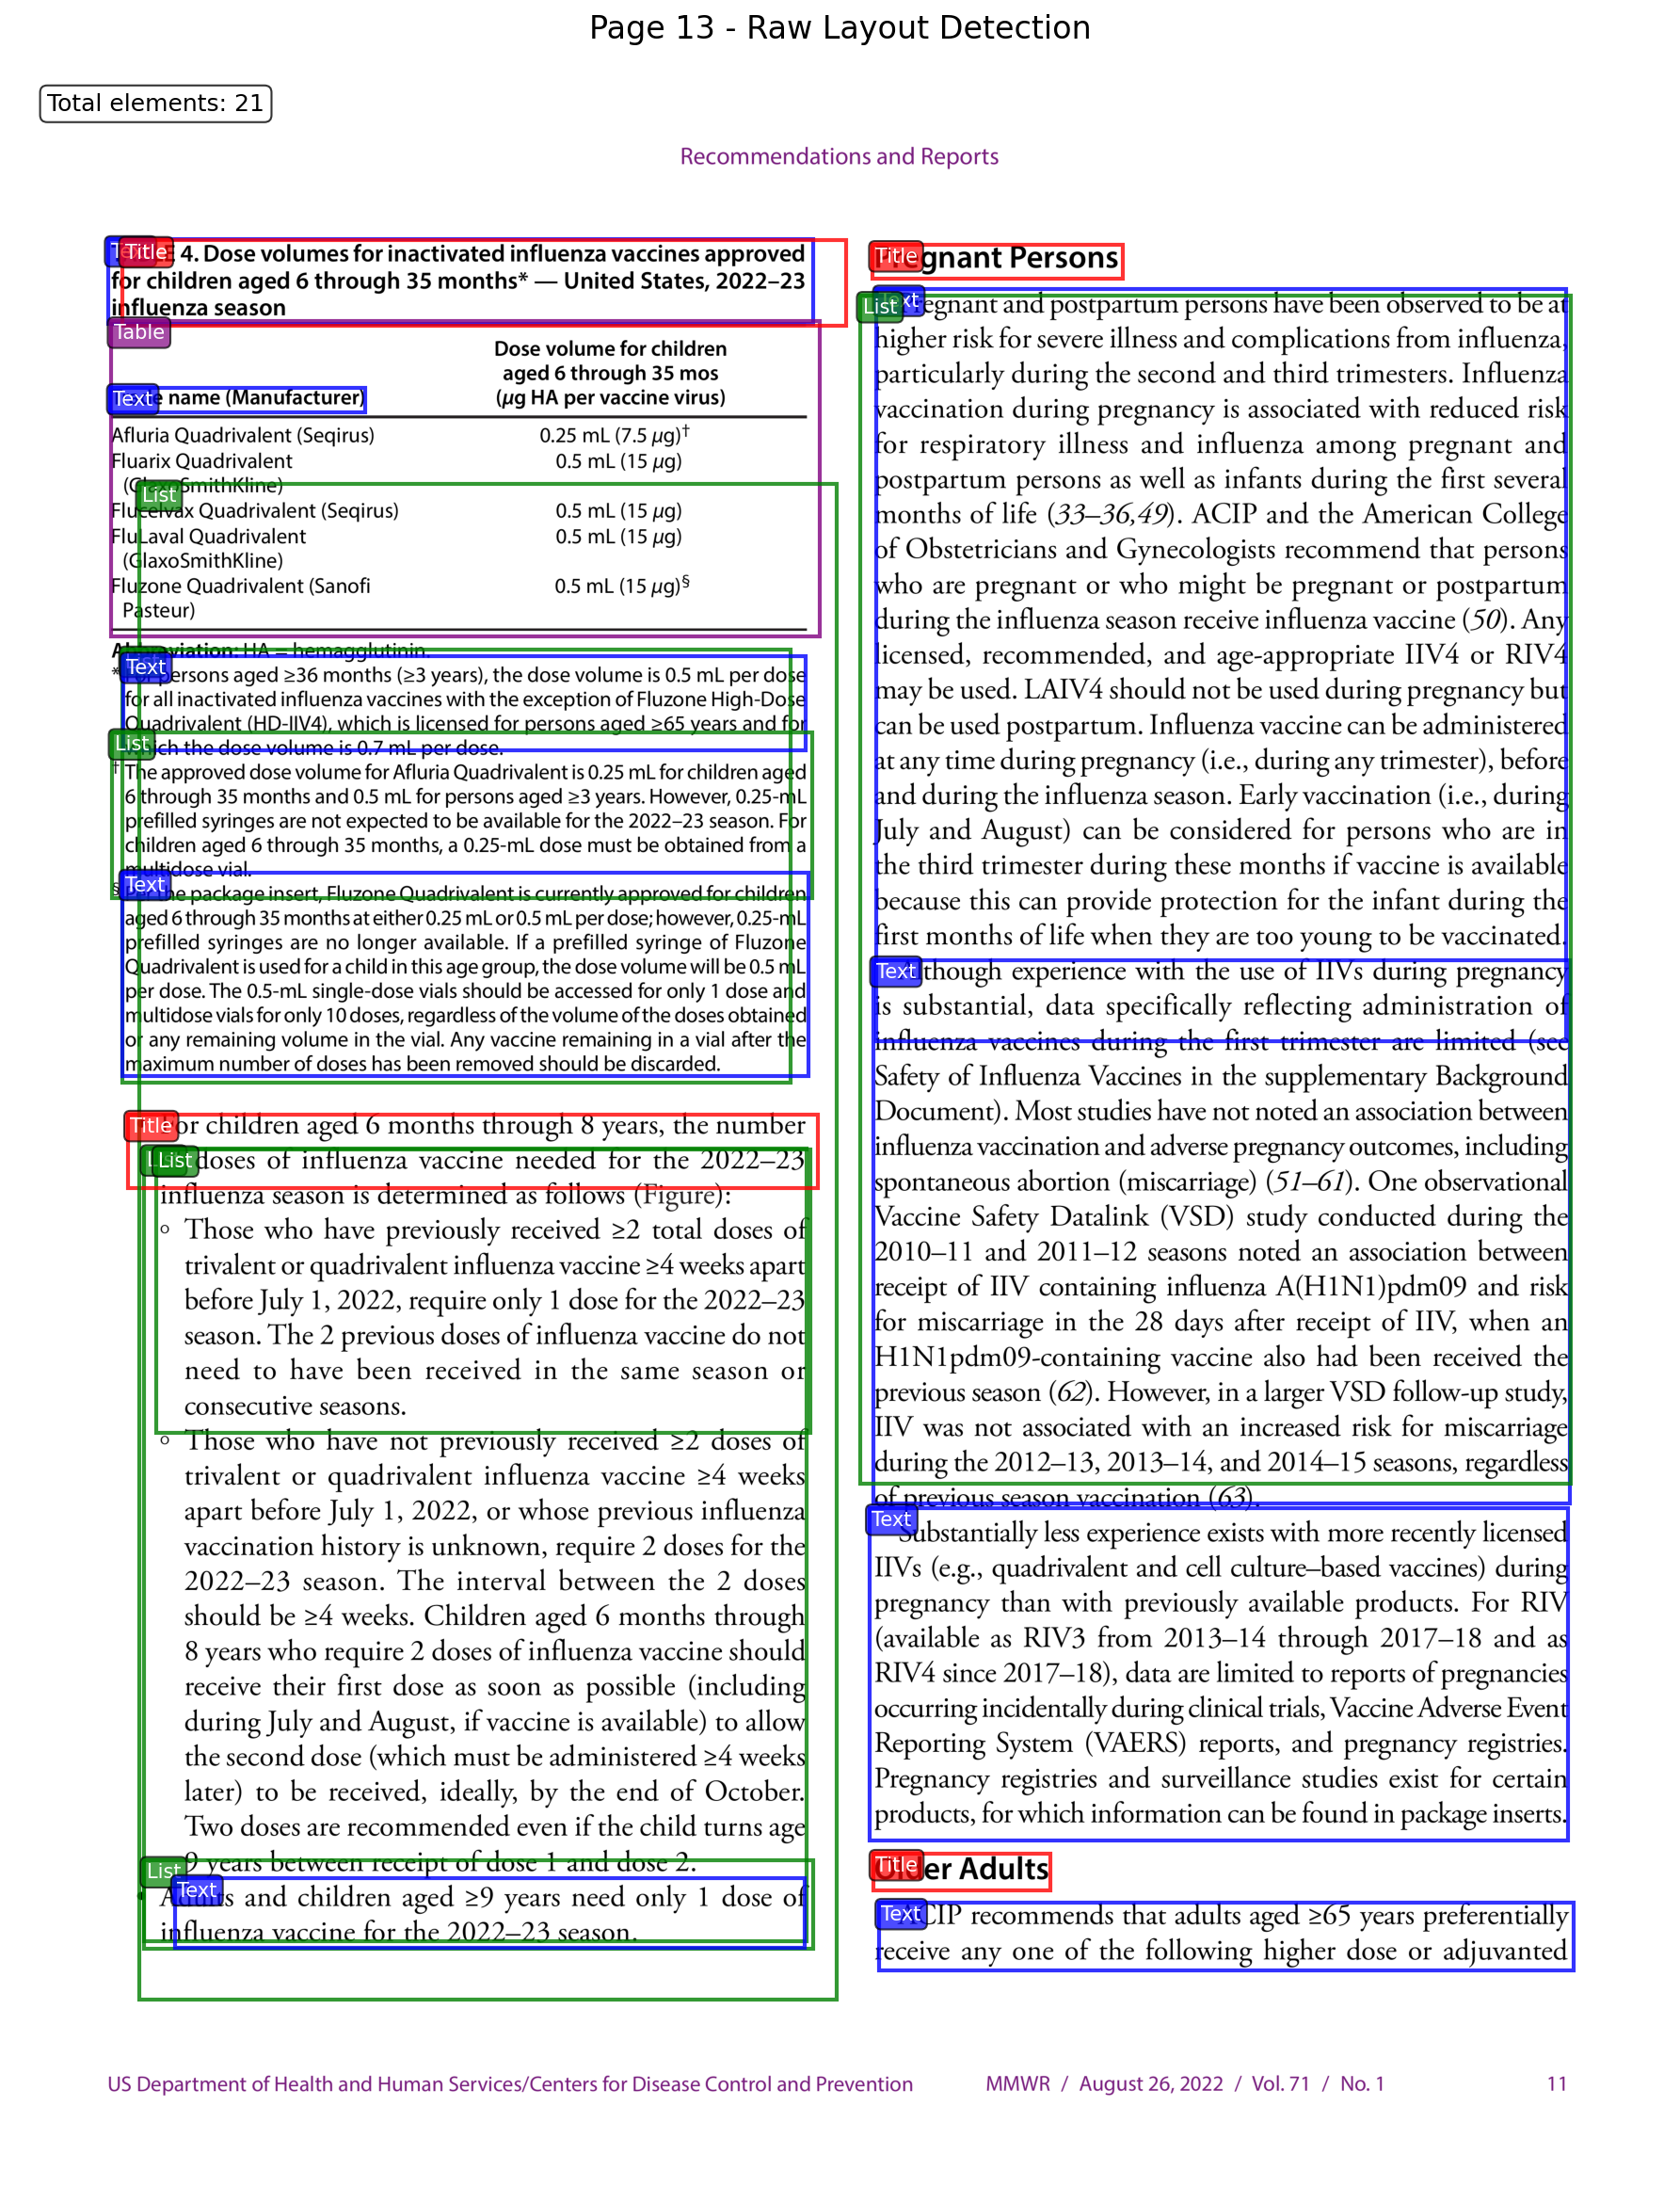 Page 13 - Raw Layout Detection
Total elements: 21
Recommendations and Reports
Text Title E 4. Dose volumes for inactivated influenza vaccines approved
for children aged 6 through 35 months* — United States, 2022–23
influenza season
Table
Dose volume for children
aged 6 through 35 mos
Text e name (Manufacturer)
(μg HA per vaccine virus)
Afluria Quadrivalent (Seqirus) 0.25 mL (7.5 μg)†
Fluarix Quadrivalent 0.5 mL (15 μg)
(GlaxoSmithKline)
List
Flucelvax Quadrivalent (Seqirus) 0.5 mL (15 μg)
FluLaval Quadrivalent 0.5 mL (15 μg)
(GlaxoSmithKline)
Fluzone Quadrivalent (Sanofi 0.5 mL (15 μg)§
Pasteur)
Abbreviation: HA = hemagglutinin.
Text
* For persons aged ≥36 months (≥3 years), the dose volume is 0.5 mL per dose
for all inactivated influenza vaccines with the exception of Fluzone High-Dose
Quadrivalent (HD-IIV4), which is licensed for persons aged ≥65 years and for
List
which the dose volume is 0.7 mL per dose.
† The approved dose volume for Afluria Quadrivalent is 0.25 mL for children aged
6 through 35 months and 0.5 mL for persons aged ≥3 years. However, 0.25-mL
prefilled syringes are not expected to be available for the 2022–23 season. For
children aged 6 through 35 months, a 0.25-mL dose must be obtained from a
multidose vial.
Text
§ Per the package insert, Fluzone Quadrivalent is currently approved for children
aged 6 through 35 months at either 0.25 mL or 0.5 mL per dose; however, 0.25-mL
prefilled syringes are no longer available. If a prefilled syringe of Fluzone
Quadrivalent is used for a child in this age group, the dose volume will be 0.5 mL
per dose. The 0.5-mL single-dose vials should be accessed for only 1 dose and
multidose vials for only 10 doses, regardless of the volume of the doses obtained
or any remaining volume in the vial. Any vaccine remaining in a vial after the
maximum number of doses has been removed should be discarded.
Title
For children aged 6 months through 8 years, the number
List
doses of influenza vaccine needed for the 2022–23
influenza season is determined as follows (Figure):
◦ Those who have previously received ≥2 total doses of
trivalent or quadrivalent influenza vaccine ≥4 weeks apart
before July 1, 2022, require only 1 dose for the 2022–23
season. The 2 previous doses of influenza vaccine do not
need to have been received in the same season or
consecutive seasons.
◦ Those who have not previously received ≥2 doses of
trivalent or quadrivalent influenza vaccine ≥4 weeks
apart before July 1, 2022, or whose previous influenza
vaccination history is unknown, require 2 doses for the
2022–23 season. The interval between the 2 doses
should be ≥4 weeks. Children aged 6 months through
8 years who require 2 doses of influenza vaccine should
receive their first dose as soon as possible (including
during July and August, if vaccine is available) to allow
the second dose (which must be administered ≥4 weeks
later) to be received, ideally, by the end of October.
Two doses are recommended even if the child turns age
List
9 years between receipt of dose 1 and dose 2.
Text
• Adults and children aged ≥9 years need only 1 dose of
influenza vaccine for the 2022–23 season.
Title
Pregnant Persons
List Text
Pregnant and postpartum persons have been observed to be at
higher risk for severe illness and complications from influenza,
particularly during the second and third trimesters. Influenza
vaccination during pregnancy is associated with reduced risk
for respiratory illness and influenza among pregnant and
postpartum persons as well as infants during the first several
months of life (33–36,49). ACIP and the American College
of Obstetricians and Gynecologists recommend that persons
who are pregnant or who might be pregnant or postpartum
during the influenza season receive influenza vaccine (50). Any
licensed, recommended, and age-appropriate IIV4 or RIV4
may be used. LAIV4 should not be used during pregnancy but
can be used postpartum. Influenza vaccine can be administered
at any time during pregnancy (i.e., during any trimester), before
and during the influenza season. Early vaccination (i.e., during
July and August) can be considered for persons who are in
the third trimester during these months if vaccine is available
because this can provide protection for the infant during the
first months of life when they are too young to be vaccinated.
Text
Although experience with the use of IIVs during pregnancy
is substantial, data specifically reflecting administration of
influenza vaccines during the first trimester are limited (see
Safety of Influenza Vaccines in the supplementary Background
Document). Most studies have not noted an association between
influenza vaccination and adverse pregnancy outcomes, including
spontaneous abortion (miscarriage) (51–61). One observational
Vaccine Safety Datalink (VSD) study conducted during the
2010–11 and 2011–12 seasons noted an association between
receipt of IIV containing influenza A(H1N1)pdm09 and risk
for miscarriage in the 28 days after receipt of IIV, when an
H1N1pdm09-containing vaccine also had been received the
previous season (62). However, in a larger VSD follow-up study,
IIV was not associated with an increased risk for miscarriage
during the 2012–13, 2013–14, and 2014–15 seasons, regardless
of previous season vaccination (63).
Text
Substantially less experience exists with more recently licensed
IIVs (e.g., quadrivalent and cell culture–based vaccines) during
pregnancy than with previously available products. For RIV
(available as RIV3 from 2013–14 through 2017–18 and as
RIV4 since 2017–18), data are limited to reports of pregnancies
occurring incidentally during clinical trials, Vaccine Adverse Event
Reporting System (VAERS) reports, and pregnancy registries.
Pregnancy registries and surveillance studies exist for certain
products, for which information can be found in package inserts.
Title
Older Adults
Text
ACIP recommends that adults aged ≥65 years preferentially
receive any one of the following higher dose or adjuvanted
US Department of Health and Human Services/Centers for Disease Control and Prevention MMWR / August 26, 2022 / Vol. 71 / No. 1 11